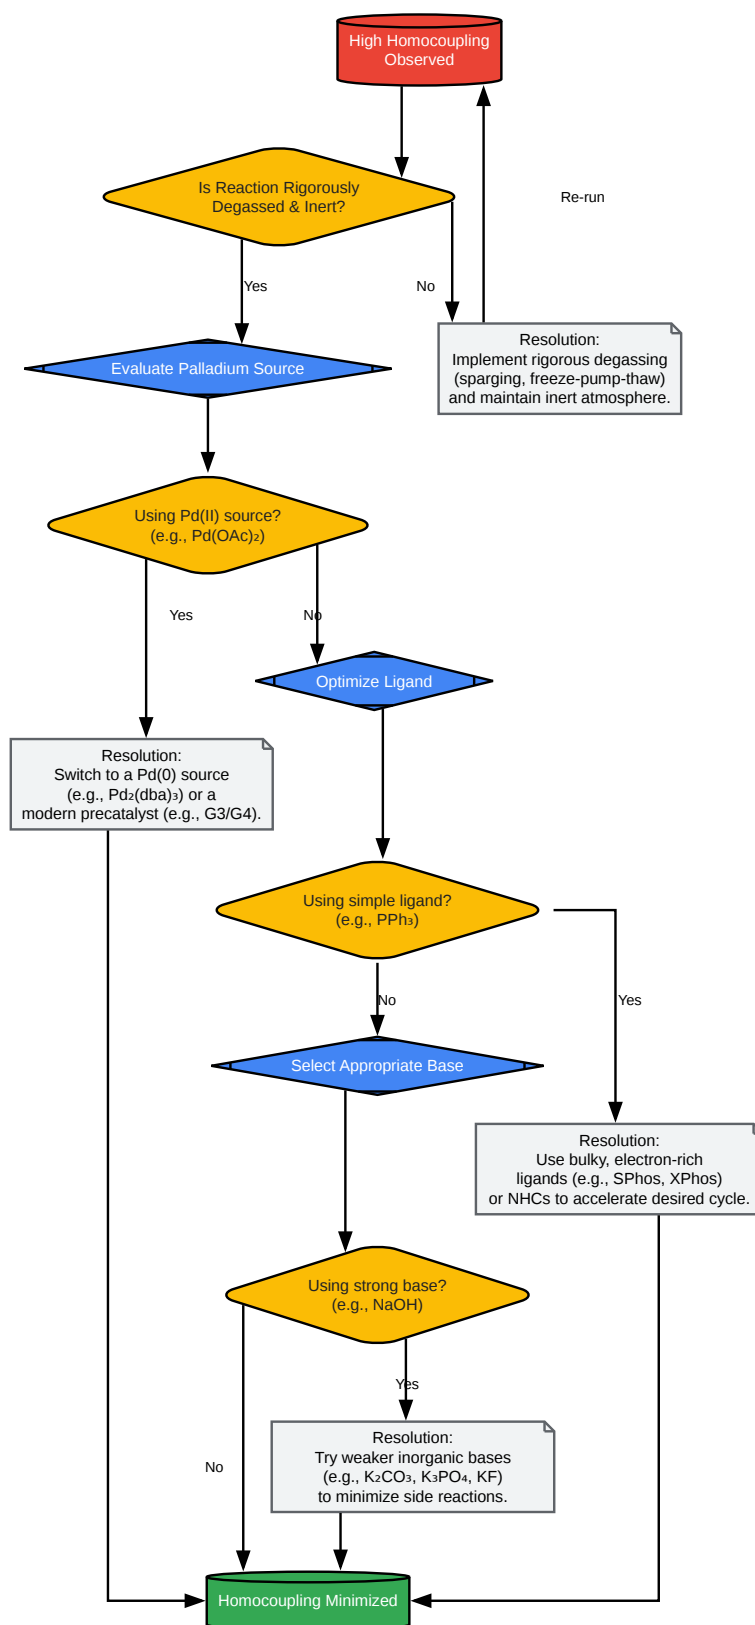 High Homocoupling
Observed
Is Reaction Rigorously
Degassed & Inert?
Re-run
Yes
No
Resolution:
Implement rigorous degassing
(sparging, freeze-pump-thaw)
and maintain inert atmosphere.
Evaluate Palladium Source
Using Pd(II) source?
(e.g., Pd(OAc)₂)
Yes
No
Optimize Ligand
Resolution:
Switch to a Pd(0) source
(e.g., Pd₂(dba)₃) or a
modern precatalyst (e.g., G3/G4).
Using simple ligand?
(e.g., PPh₃)
No
Yes
Select Appropriate Base
Resolution:
Use bulky, electron-rich
ligands (e.g., SPhos, XPhos)
or NHCs to accelerate desired cycle.
Using strong base?
(e.g., NaOH)
Yes
No
Resolution:
Try weaker inorganic bases
(e.g., K₂CO₃, K₃PO₄, KF)
to minimize side reactions.
Homocoupling Minimized